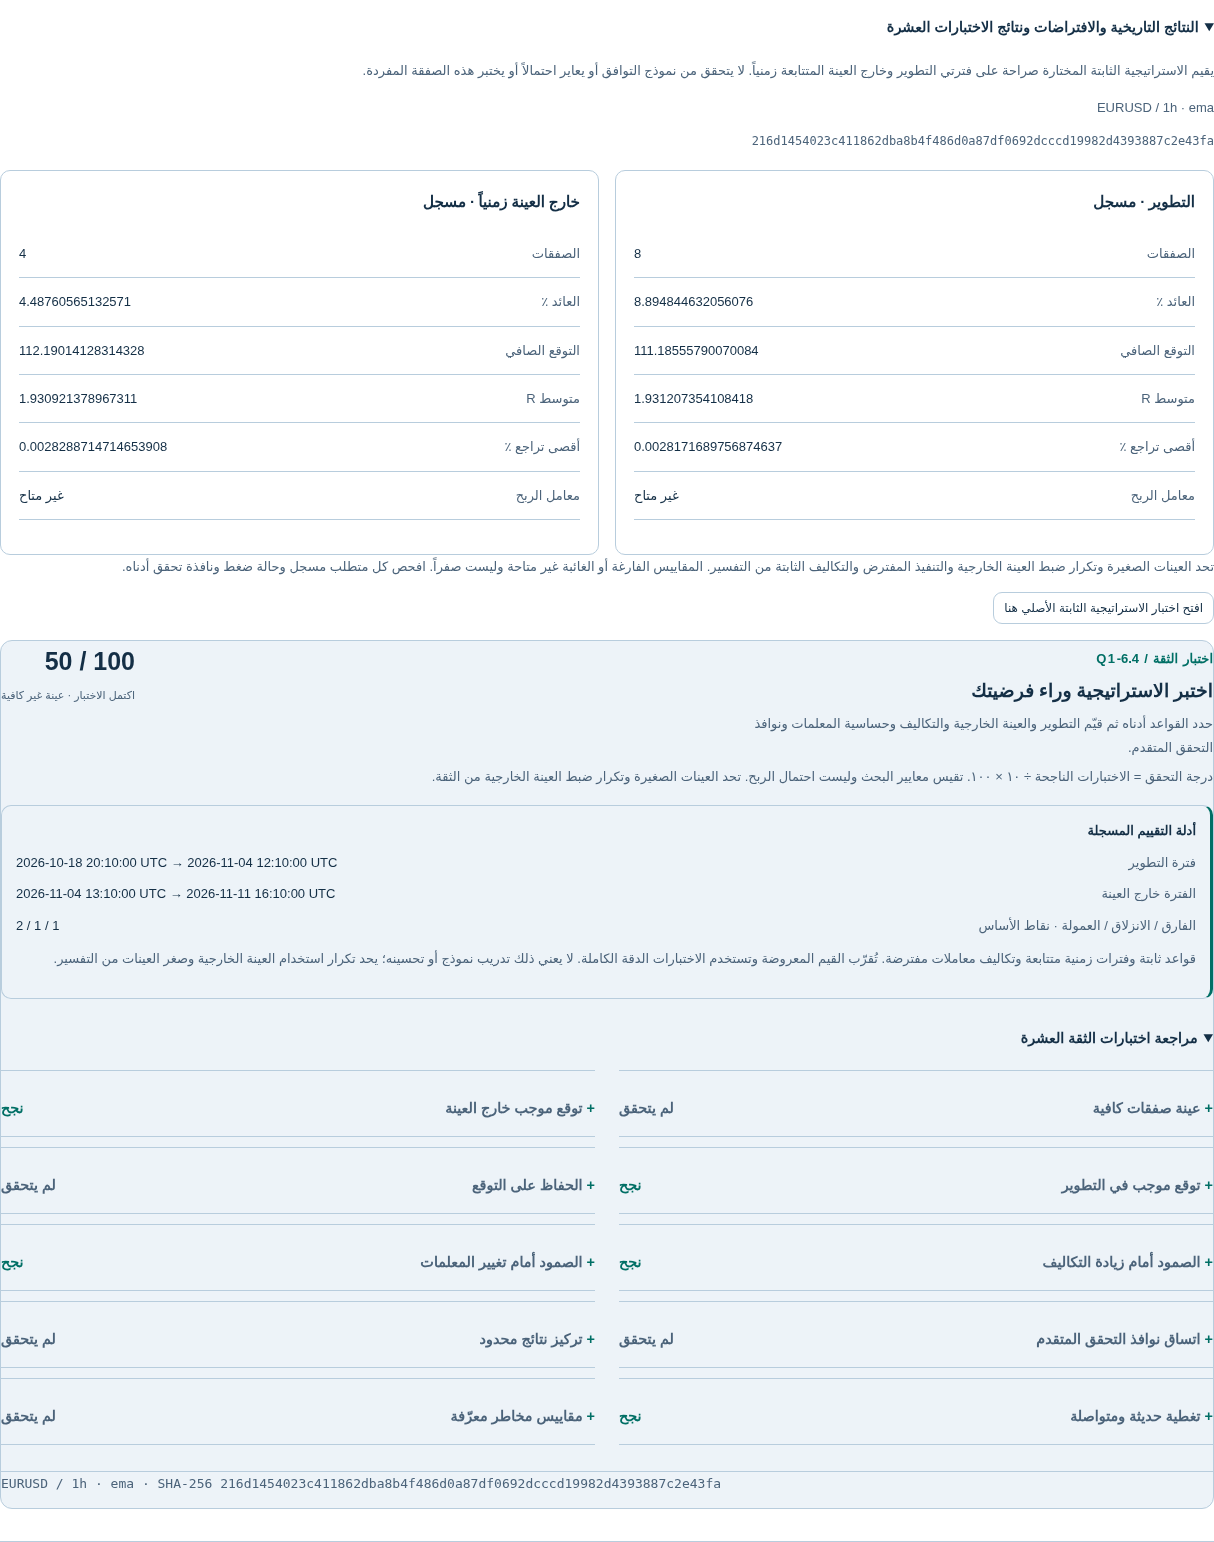 ▼ النتائج التاريخية والافتراضات ونتائج الاختبارات العشرة
يقيم الاستراتيجية الثابتة المختارة صراحة على فترتي التطوير وخارج العينة المتتابعة زمنياً. لا يتحقق من نموذج التوافق أو يعاير احتمالاً أو يختبر هذه الصفقة المفردة.
EURUSD / 1h · ema
216d1454023c411862dba8b4f486d0a87df0692dcccd19982d4393887c2e43fa
التطوير · مسجل
الصفقات 8
العائد ٪ 8.894844632056076
التوقع الصافي 111.18555790070084
متوسط R 1.931207354108418
أقصى تراجع ٪ 0.0028171689756874637
معامل الربح غير متاح
خارج العينة زمنياً · مسجل
الصفقات 4
العائد ٪ 4.48760565132571
التوقع الصافي 112.19014128314328
متوسط R 1.930921378967311
أقصى تراجع ٪ 0.0028288714714653908
معامل الربح غير متاح
تحد العينات الصغيرة وتكرار ضبط العينة الخارجية والتنفيذ المفترض والتكاليف الثابتة من التفسير. المقاييس الفارغة أو الغائبة غير متاحة وليست صفراً. افحص كل متطلب مسجل وحالة ضغط ونافذة تحقق أدناه.
افتح اختبار الاستراتيجية الثابتة الأصلي هنا
اختبار الثقة / Q1-6.4
50 / 100
اكتمل الاختبار · عينة غير كافية
اختبر الاستراتيجية وراء فرضيتك
حدد القواعد أدناه ثم قيّم التطوير والعينة الخارجية والتكاليف وحساسية المعلمات ونوافذ
التحقق المتقدم.
درجة التحقق = الاختبارات الناجحة ÷ ١٠ × ١٠٠. تقيس معايير البحث وليست احتمال الربح. تحد العينات الصغيرة وتكرار ضبط العينة الخارجية من الثقة.
أدلة التقييم المسجلة
فترة التطوير 2026-10-18 20:10:00 UTC → 2026-11-04 12:10:00 UTC
الفترة خارج العينة 2026-11-04 13:10:00 UTC → 2026-11-11 16:10:00 UTC
الفارق / الانزلاق / العمولة · نقاط الأساس 2 / 1 / 1
قواعد ثابتة وفترات زمنية متتابعة وتكاليف معاملات مفترضة. تُقرّب القيم المعروضة وتستخدم الاختبارات الدقة الكاملة. لا يعني ذلك تدريب نموذج أو تحسينه؛ يحد تكرار استخدام العينة الخارجية وصغر العينات من التفسير.
▼ مراجعة اختبارات الثقة العشرة
+ عينة صفقات كافية لم يتحقق
+ توقع موجب خارج العينة نجح
+ توقع موجب في التطوير نجح
+ الحفاظ على التوقع لم يتحقق
+ الصمود أمام زيادة التكاليف نجح
+ الصمود أمام تغيير المعلمات نجح
+ اتساق نوافذ التحقق المتقدم لم يتحقق
+ تركيز نتائج محدود لم يتحقق
+ تغطية حديثة ومتواصلة نجح
+ مقاييس مخاطر معرّفة لم يتحقق
EURUSD / 1h · ema · SHA-256 216d1454023c411862dba8b4f486d0a87df0692dcccd19982d4393887c2e43fa